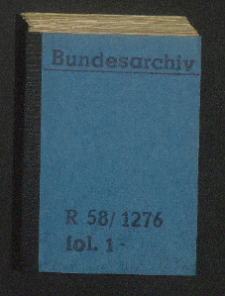 Bundesarchiv
R 58/1276
fol. 1-